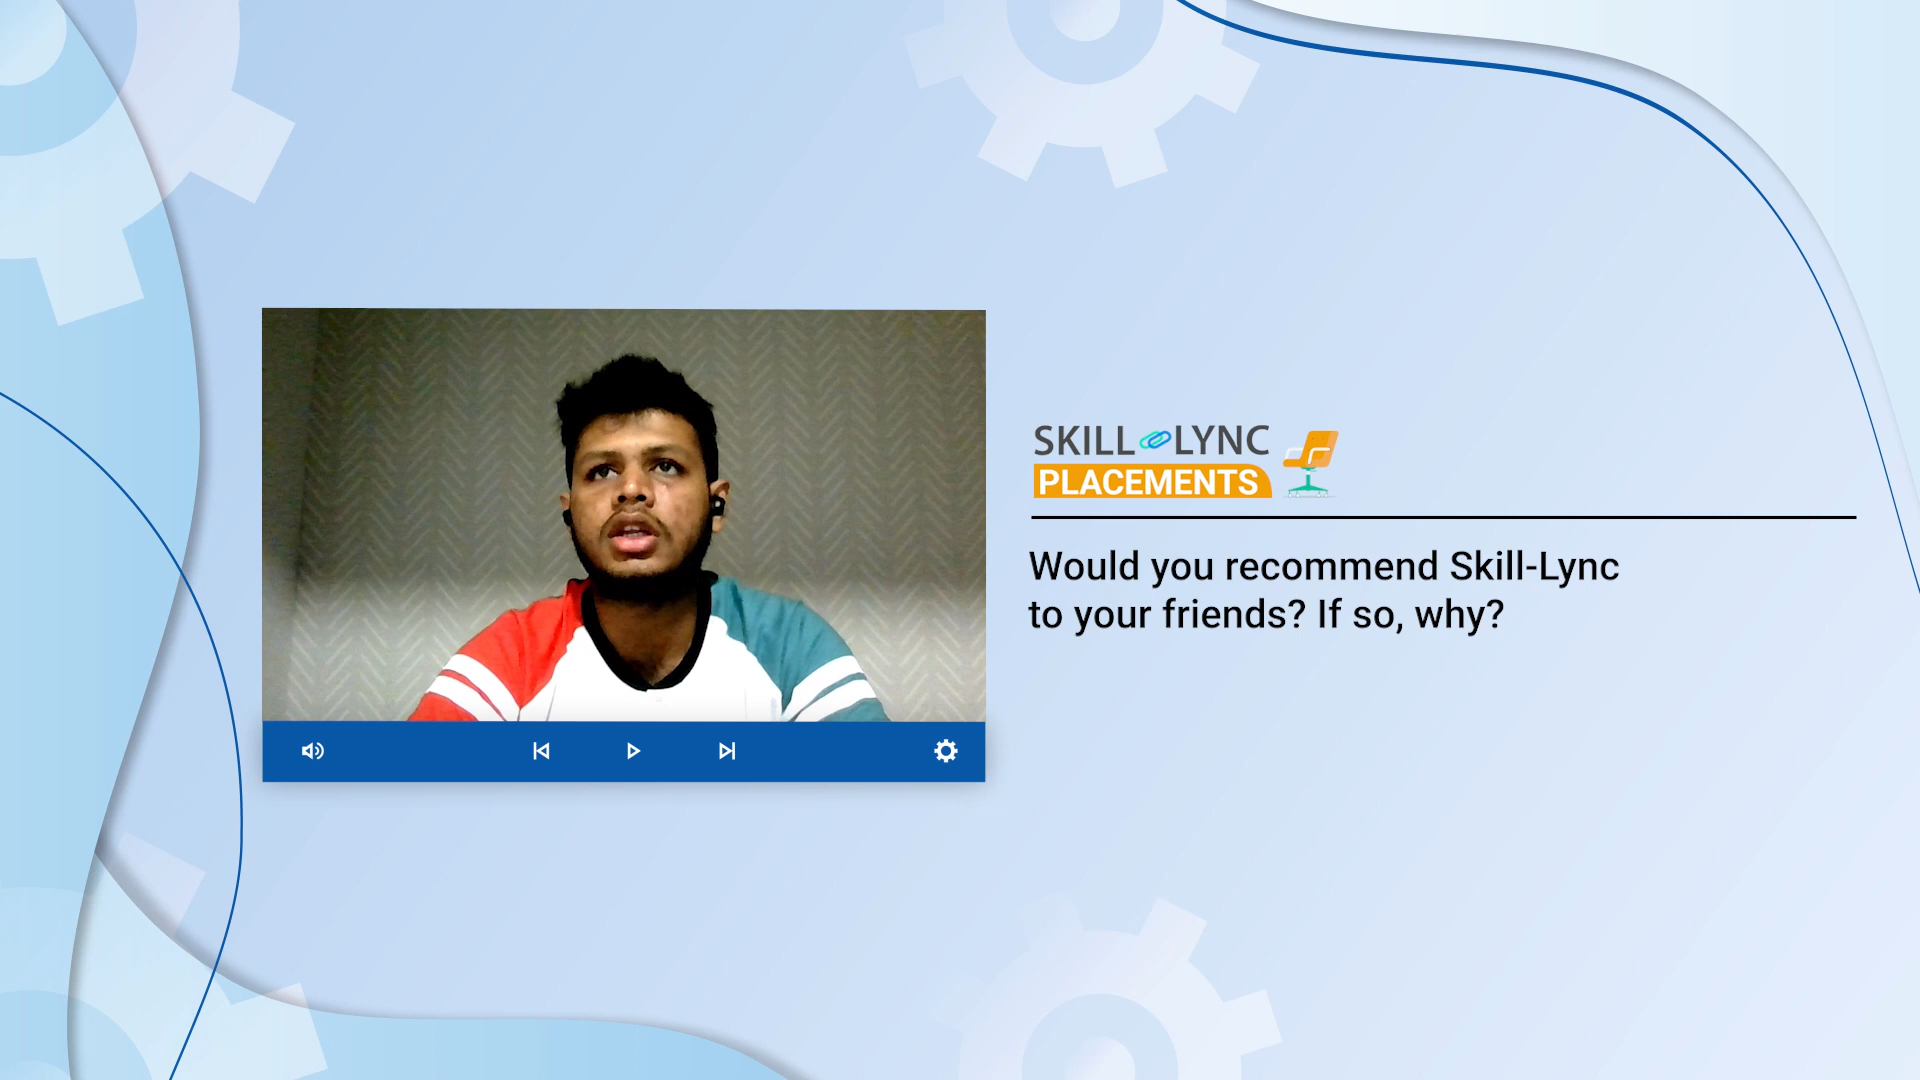 SKILL LYNC
PLACEMENTS
Would you recommend Skill-Lync
to your friends? If so, why?